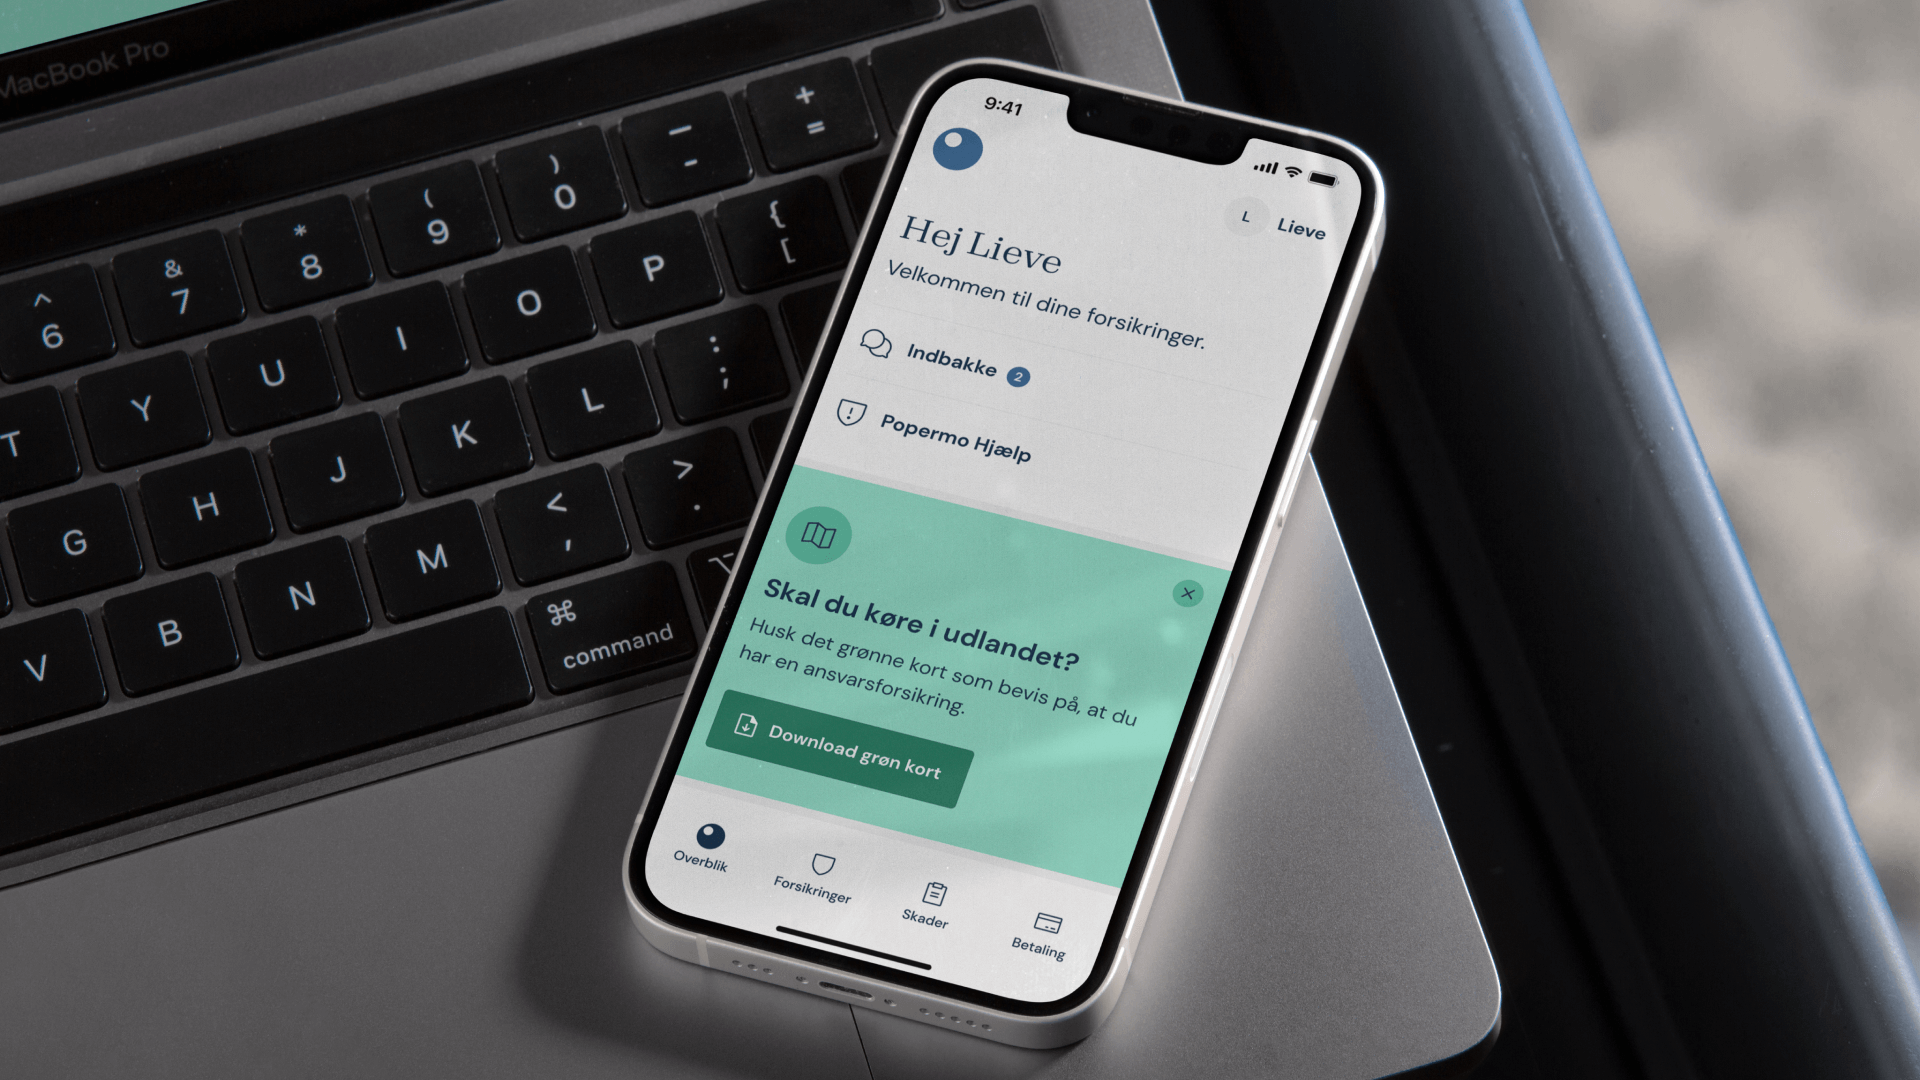 MacBook Pro
+
=
–
-
)
0
(
9
*
8
&
7
^
6
{
[
P
O
I
U
Y
T
:
;
L
K
J
H
G
>
.
<
,
M
N
B
V
⌘
command
⌥
9:41
L Lieve
Hej Lieve
Velkommen til dine forsikringer.
Indbakke 2
Popermo Hjælp
Skal du køre i udlandet?
Husk det grønne kort som bevis på, at du
har en ansvarsforsikring.
Download grøn kort
Overblik
Forsikringer
Skader
Betaling